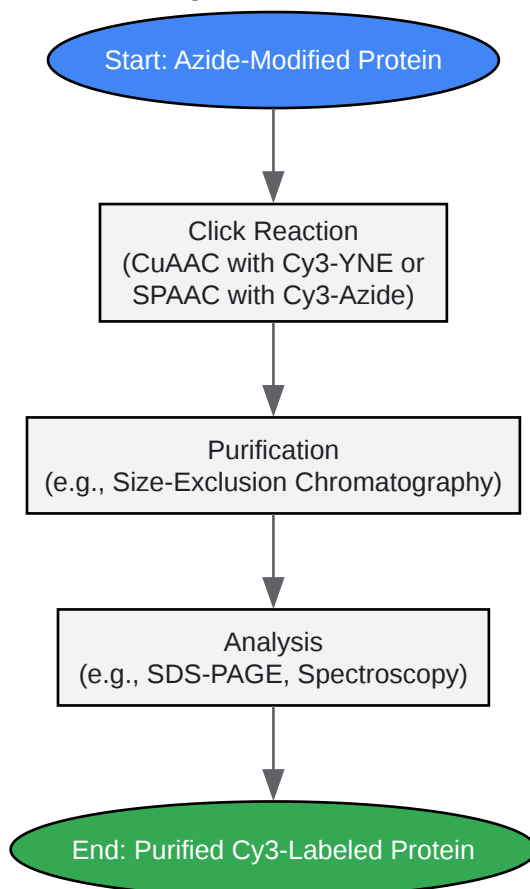 Start: Azide-Modified Protein
Click Reaction
(CuAAC with Cy3-YNE or
SPAAC with Cy3-Azide)
Purification
(e.g., Size-Exclusion Chromatography)
Analysis
(e.g., SDS-PAGE, Spectroscopy)
End: Purified Cy3-Labeled Protein